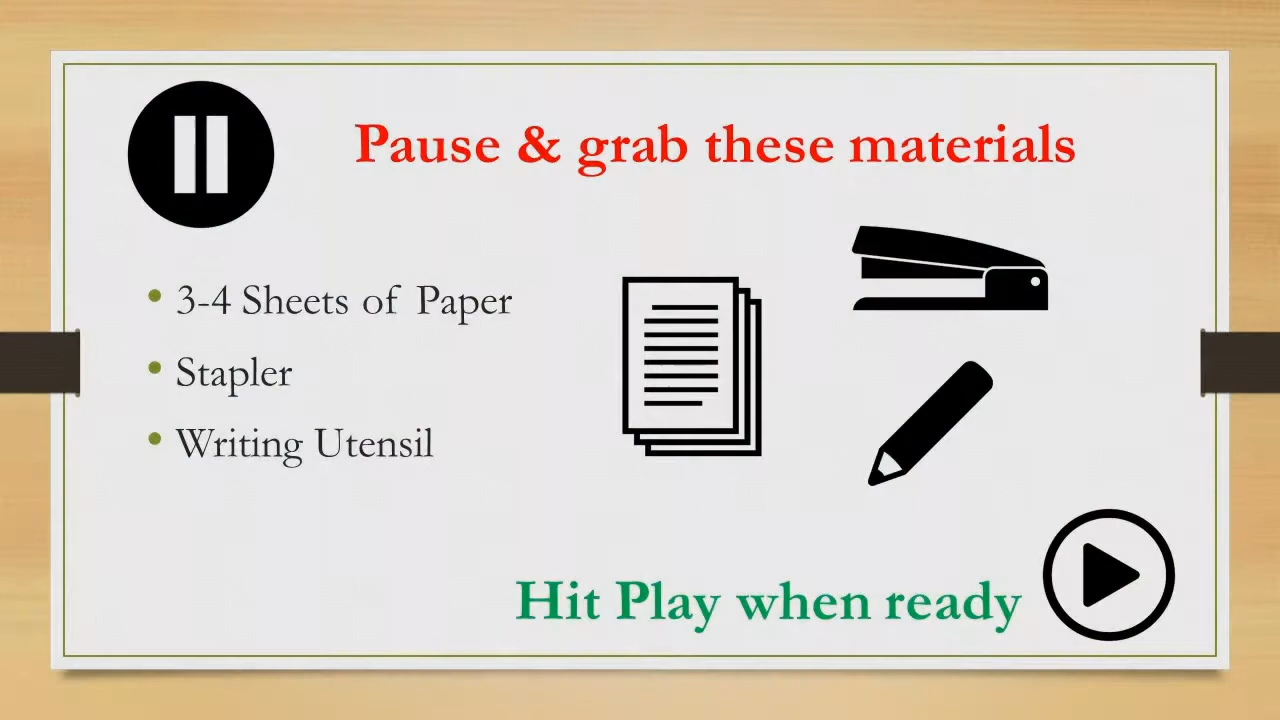 Pause & grab these materials
3-4 Sheets of Paper
Stapler
Writing Utensil
Hit Play when ready